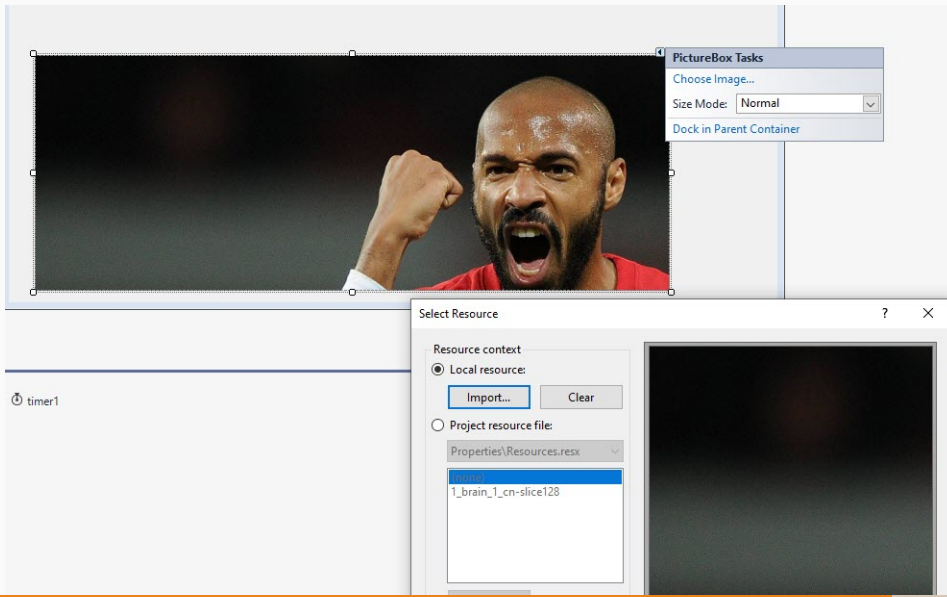 PictureBox Tasks
Choose Image...
Size Mode: Normal
Dock in Parent Container
Select Resource ?
Resource context
Local resource:
Import... Clear
Project resource file:
Properties\Resources.resx
(none)
1_brain_1_cn-slice128
timer1